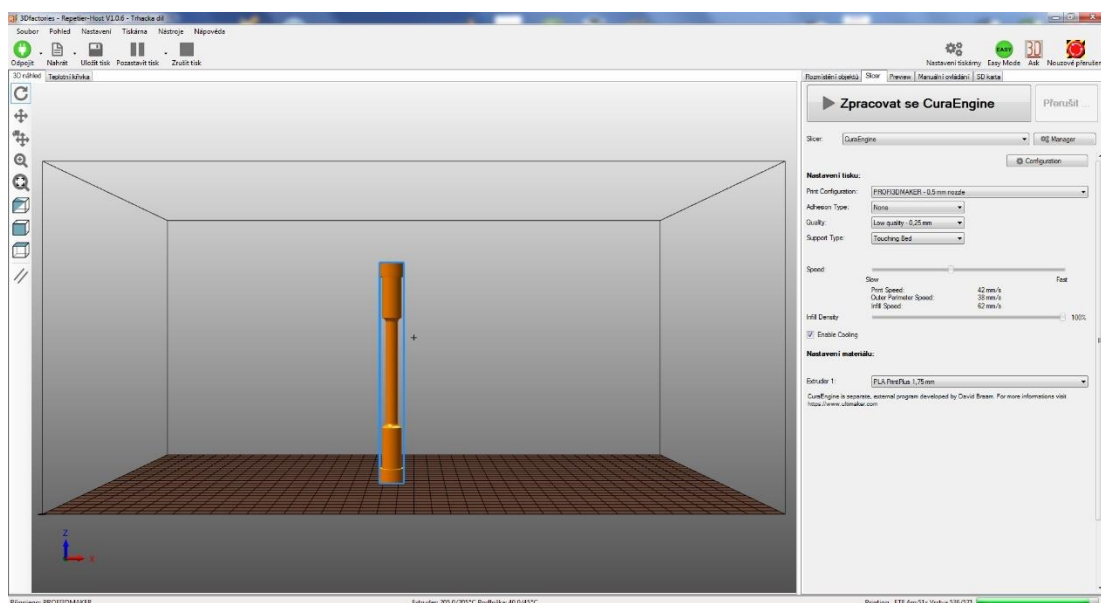 3Dfactories - Repetier-Host V1.0.6 - Trhacka dil
Soubor Pohled Nastavení Tiskárna Nástroje Nápověda
Odpojit Nahrát Uložit tisk Pozastavit tisk Zrušit tisk
Nastavení tiskárny Easy Mode Ask Nouzové přerušení
EASY
3D náhled Teplotní křivka
Rozmístění objektů Slicer Preview Manuální ovládání SD karta
Zpracovat se CuraEngine
Přerušit ...
Slicer: CuraEngine Manager
Configuration
Nastavení tisku:
Print Configuration: PROFI3DMAKER - 0.5 mm nozzle
Adhesion Type: None
Quality: Low quality - 0,25 mm
Support Type: Touching Bed
Speed:
Slow Fast
Print Speed: 42 mm/s
Outer Perimeter Speed: 38 mm/s
Infill Speed: 62 mm/s
Infill Density 100%
Enable Cooling
Nastavení materiálu:
Extruder 1: PLA PrintPlus 1,75 mm
CuraEngine is separate, external program developed by David Braam. For more informations visit
https://www.ultimaker.com
Z
X
Připojeno: PROFI3DMAKER